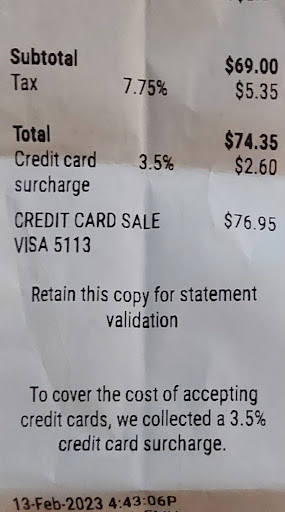 Subtotal $69.00
Tax 7.75% $5.35
Total $74.35
Credit card 3.5% $2.60
surcharge
CREDIT CARD SALE $76.95
VISA 5113
Retain this copy for statement
validation
To cover the cost of accepting
credit cards, we collected a 3.5%
credit card surcharge.
13-Feb-2023 4:43:06P